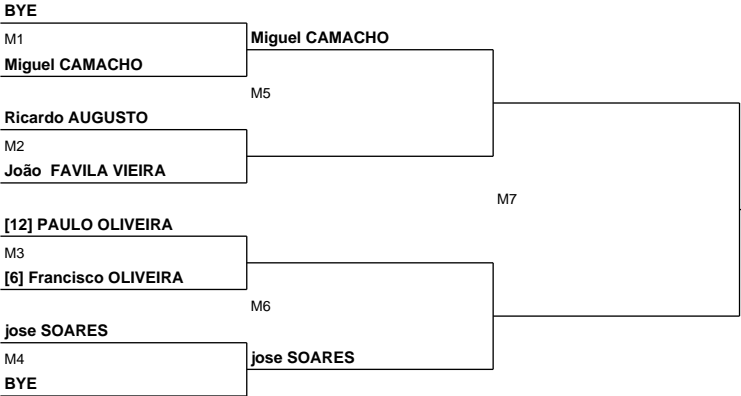 BYE
M1
Miguel CAMACHO
Miguel CAMACHO
M5
Ricardo AUGUSTO
M2
João FAVILA VIEIRA
M7
[12] PAULO OLIVEIRA
M3
[6] Francisco OLIVEIRA
M6
jose SOARES
M4
jose SOARES
BYE